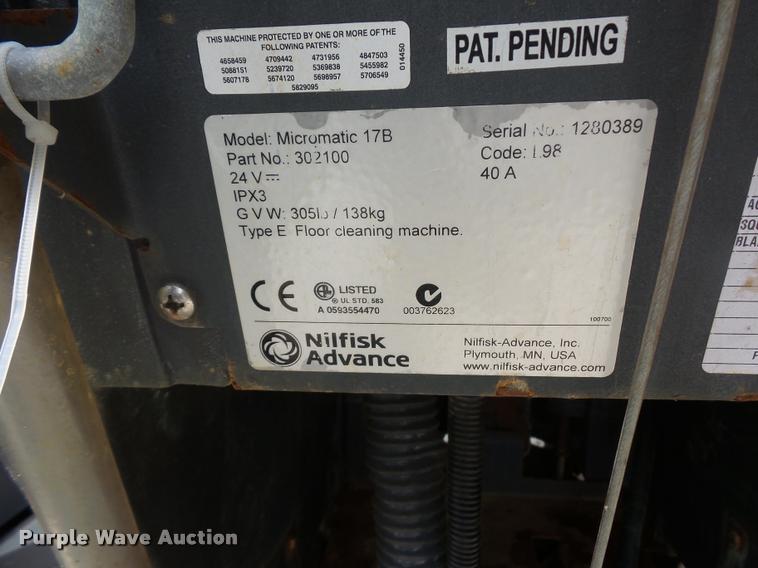 THIS MACHINE PROTECTED BY ONE OR MORE OF THE
FOLLOWING PATENTS:
4658459 4709442 4731956 4847503
5088151 5239720 5369838 5455982
5607178 5674120 5698957 5706549
5829095
014450
PAT. PENDING
Model: Micromatic 17B
Part No.: 302100
24 V
IPX3
G V W: 305lb / 138kg
Type E Floor cleaning machine.
Serial No.: 1280389
Code: L98
40 A
CE
LISTED
UL STD. 583
A 0593554470
003762623
100700
Nilfisk
Advance
Nilfisk-Advance, Inc.
Plymouth, MN, USA
www.nilfisk-advance.com
SQU
BLA
Purple Wave Auction